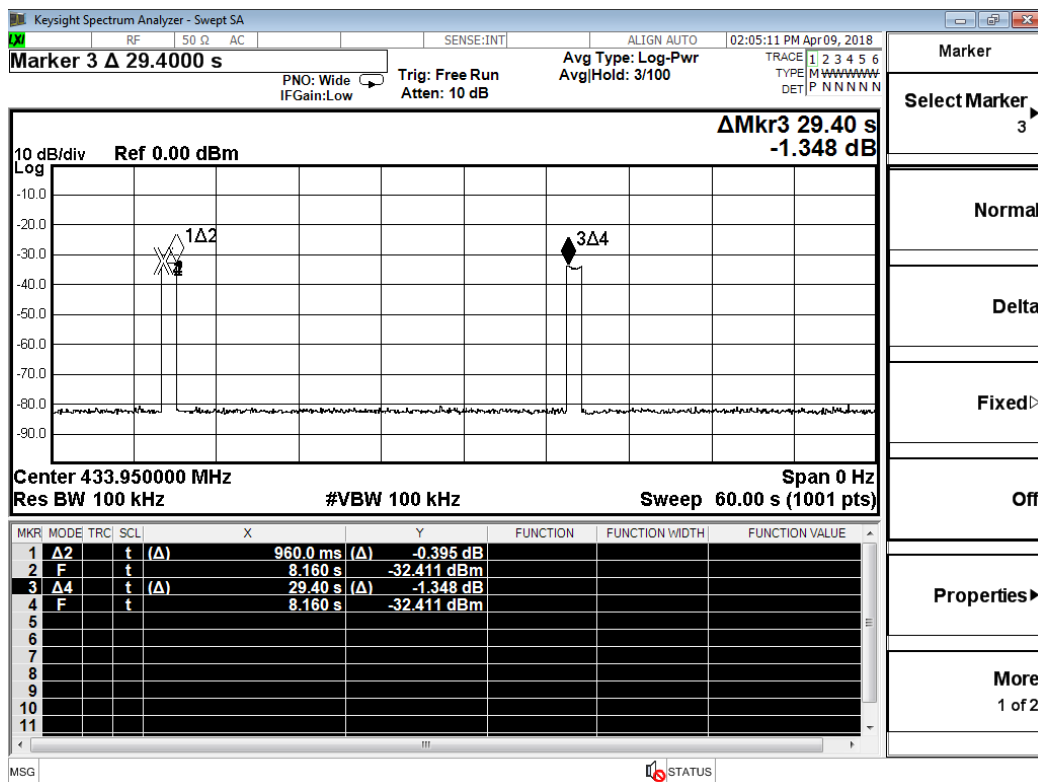 Keysight Spectrum Analyzer - Swept SA
LXI RF 50 Ω AC SENSE:INT ALIGN AUTO 02:05:11 PM Apr 09, 2018
Marker 3 Δ 29.4000 s
PNO: Wide
IFGain:Low
Trig: Free Run
Atten: 10 dB
Avg Type: Log-Pwr
Avg|Hold: 3/100
TRACE 1 2 3 4 5 6
TYPE M WWWWW
DET P N N N N N
ΔMkr3 29.40 s
-1.348 dB
10 dB/div Ref 0.00 dBm
Log
-10.0
-20.0
-30.0
-40.0
-50.0
-60.0
-70.0
-80.0
-90.0
1Δ2
3Δ4
Center 433.950000 MHz Span 0 Hz
Res BW 100 kHz #VBW 100 kHz Sweep 60.00 s (1001 pts)
MKR MODE TRC SCL X Y FUNCTION FUNCTION WIDTH FUNCTION VALUE
1 Δ2 t (Δ) 960.0 ms (Δ) -0.395 dB
2 F t 8.160 s -32.411 dBm
3 Δ4 t (Δ) 29.40 s (Δ) -1.348 dB
4 F t 8.160 s -32.411 dBm
5
6
7
8
9
10
11
MSG STATUS
Marker
Select Marker
3
Normal
Delta
Fixed
Off
Properties
More
1 of 2